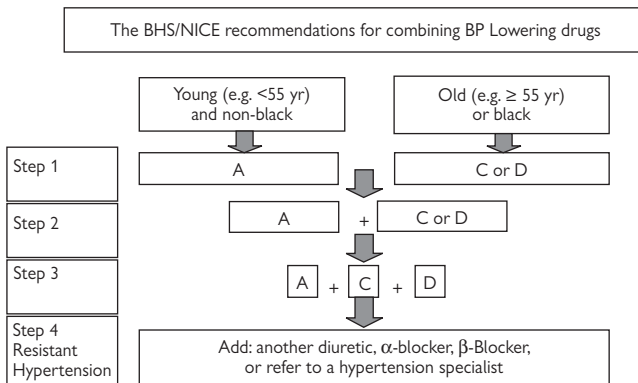 The BHS/NICE recommendations for combining BP Lowering drugs
Young (e.g. <55 yr)
and non-black
Old (e.g. ≥ 55 yr)
or black
Step 1
A
C or D
Step 2
A
+
C or D
Step 3
A + C + D
Step 4
Resistant
Hypertension
Add: another diuretic, α-blocker, β-Blocker,
or refer to a hypertension specialist